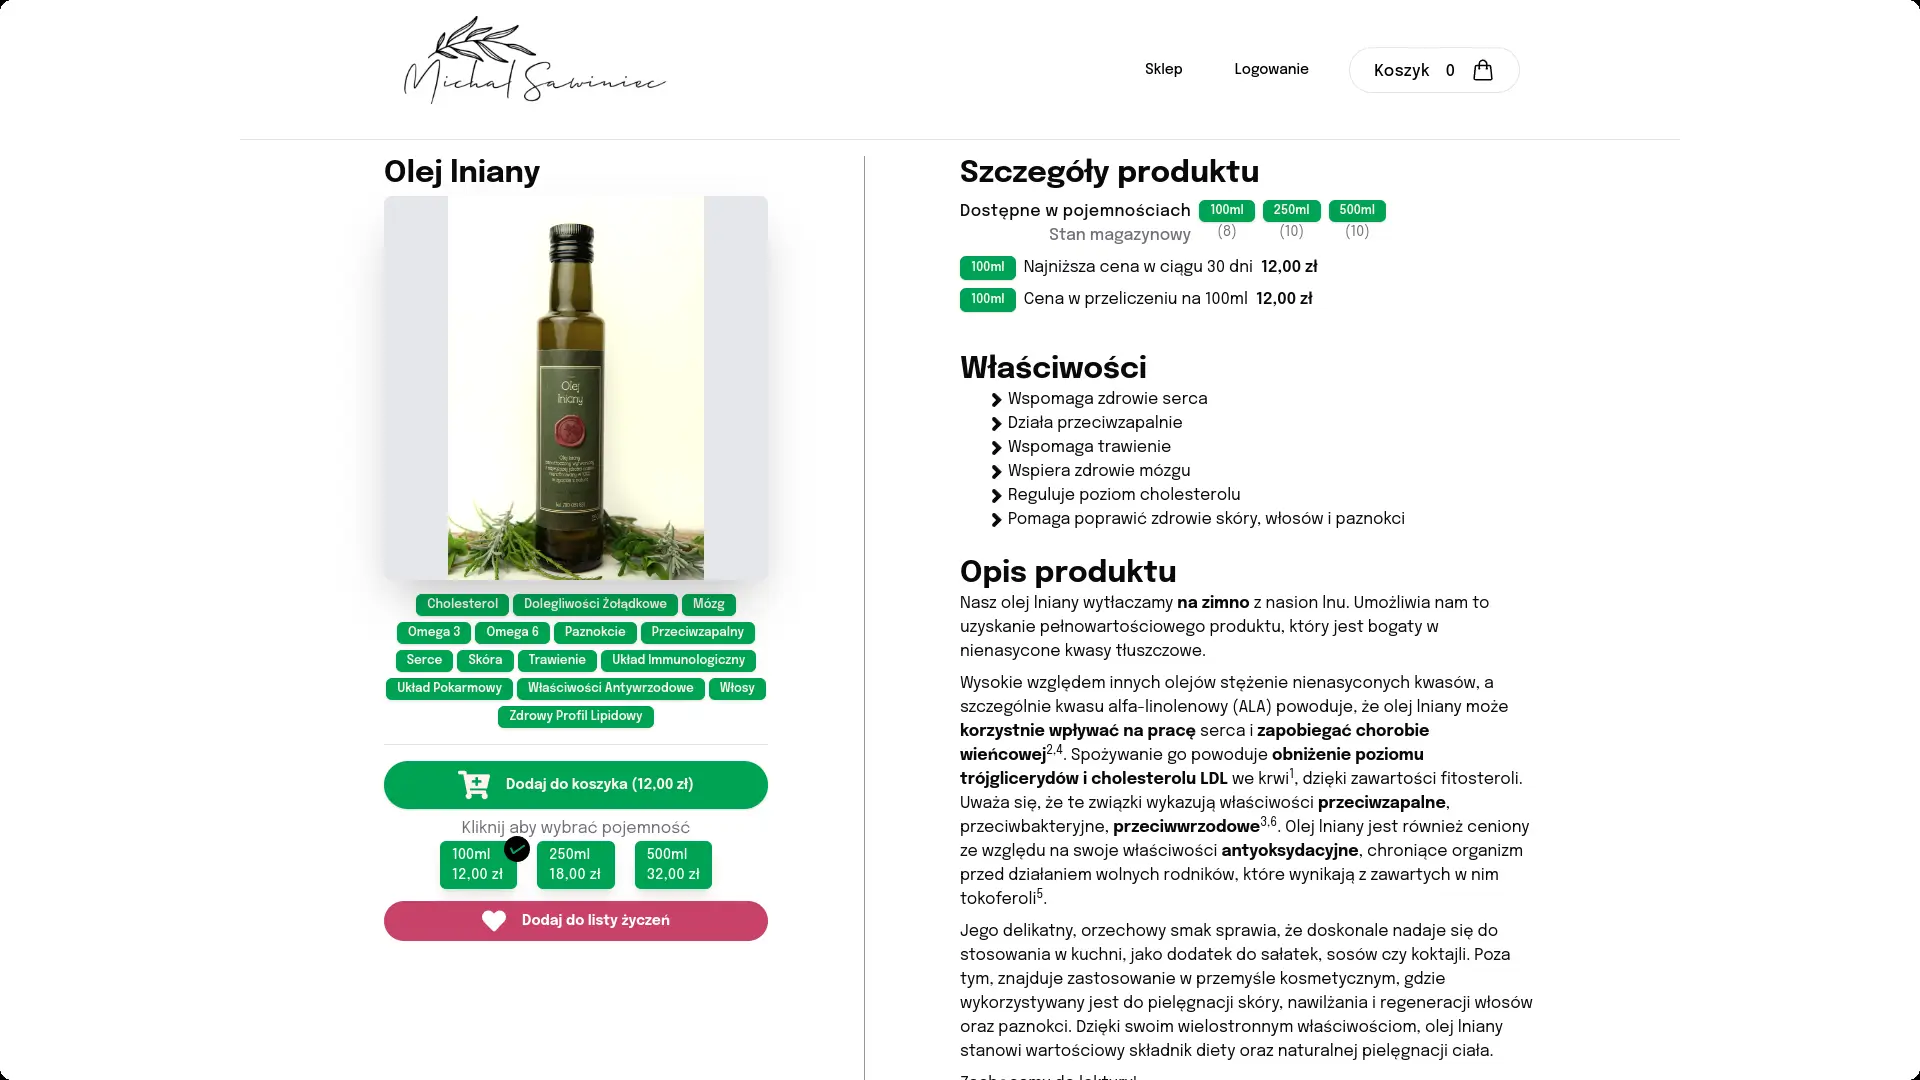 Michał Sawiniec
Sklep
Logowanie
Koszyk 0
Olej lniany
Olej
lniany
Cholesterol Dolegliwości Żołądkowe Mózg
Omega 3 Omega 6 Paznokcie Przeciwzapalny
Serce Skóra Trawienie Układ Immunologiczny
Układ Pokarmowy Właściwości Antywrzodowe Włosy
Zdrowy Profil Lipidowy
Dodaj do koszyka (12,00 zł)
Kliknij aby wybrać pojemność
100ml 250ml 500ml
12,00 zł 18,00 zł 32,00 zł
Dodaj do listy życzeń
Szczegóły produktu
Dostępne w pojemnościach 100ml 250ml 500ml
Stan magazynowy (8) (10) (10)
100ml Najniższa cena w ciągu 30 dni 12,00 zł
100ml Cena w przeliczeniu na 100ml 12,00 zł
Właściwości
Wspomaga zdrowie serca
Działa przeciwzapalnie
Wspomaga trawienie
Wspiera zdrowie mózgu
Reguluje poziom cholesterolu
Pomaga poprawić zdrowie skóry, włosów i paznokci
Opis produktu
Nasz olej lniany wytłaczamy na zimno z nasion lnu. Umożliwia nam to
uzyskanie pełnowartościowego produktu, który jest bogaty w
nienasycone kwasy tłuszczowe.
Wysokie względem innych olejów stężenie nienasyconych kwasów, a
szczególnie kwasu alfa-linolenowy (ALA) powoduje, że olej lniany może
korzystnie wpływać na pracę serca i zapobiegać chorobie
wieńcowej2,4. Spożywanie go powoduje obniżenie poziomu
trójglicerydów i cholesterolu LDL we krwi1, dzięki zawartości fitosteroli.
Uważa się, że te związki wykazują właściwości przeciwzapalne,
przeciwbakteryjne, przeciwwrzodowe3,6. Olej lniany jest również ceniony
ze względu na swoje właściwości antyoksydacyjne, chroniące organizm
przed działaniem wolnych rodników, które wynikają z zawartych w nim
tokoferoli5.
Jego delikatny, orzechowy smak sprawia, że doskonale nadaje się do
stosowania w kuchni, jako dodatek do sałatek, sosów czy koktajli. Poza
tym, znajduje zastosowanie w przemyśle kosmetycznym, gdzie
wykorzystywany jest do pielęgnacji skóry, nawilżania i regeneracji włosów
oraz paznokci. Dzięki swoim wielostronnym właściwościom, olej lniany
stanowi wartościowy składnik diety oraz naturalnej pielęgnacji ciała.